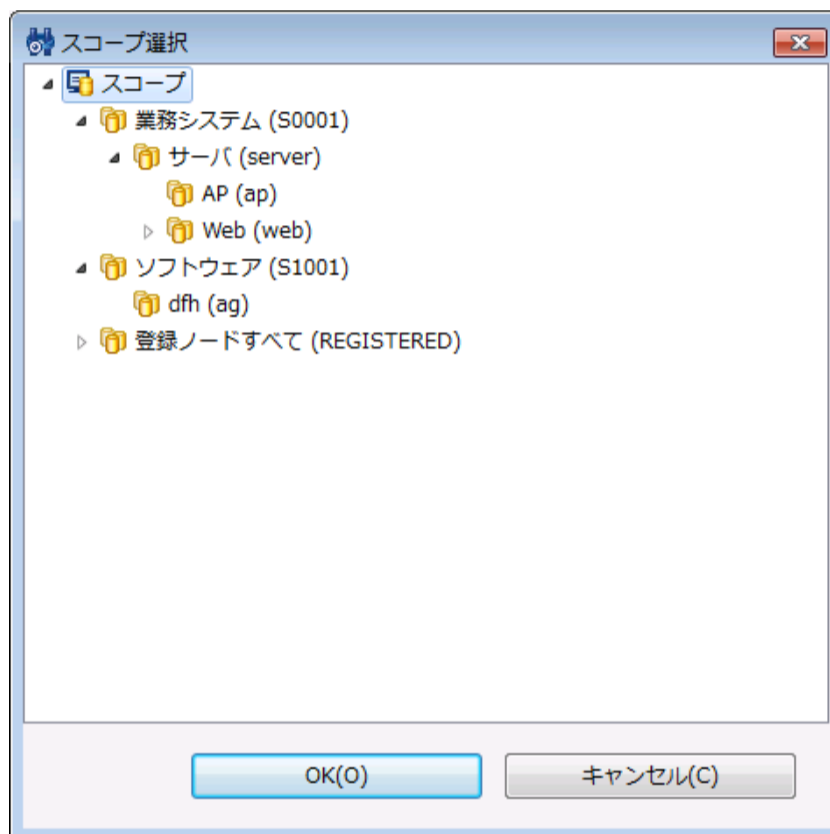 スコープ選択
スコープ
業務システム (S0001)
サーバ (server)
AP (ap)
Web (web)
ソフトウェア (S1001)
dfh (ag)
登録ノードすべて (REGISTERED)
OK(O) キャンセル(C)